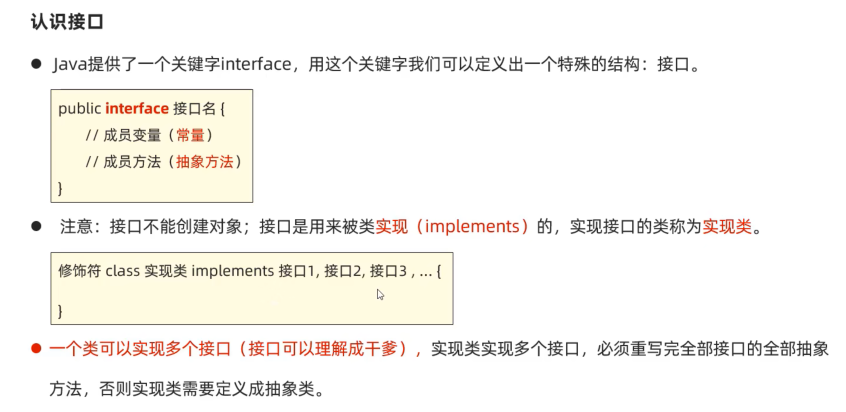 认识接口
● Java提供了一个关键字interface，用这个关键字我们可以定义出一个特殊的结构：接口。
public interface 接口名 {
// 成员变量（常量）
// 成员方法（抽象方法）
}
● 注意：接口不能创建对象；接口是用来被类实现（implements）的，实现接口的类称为实现类。
修饰符 class 实现类 implements 接口1, 接口2, 接口3 , ... {
}
● 一个类可以实现多个接口（接口可以理解成干爹），实现类实现多个接口，必须重写完全部接口的全部抽象
方法，否则实现类需要定义成抽象类。